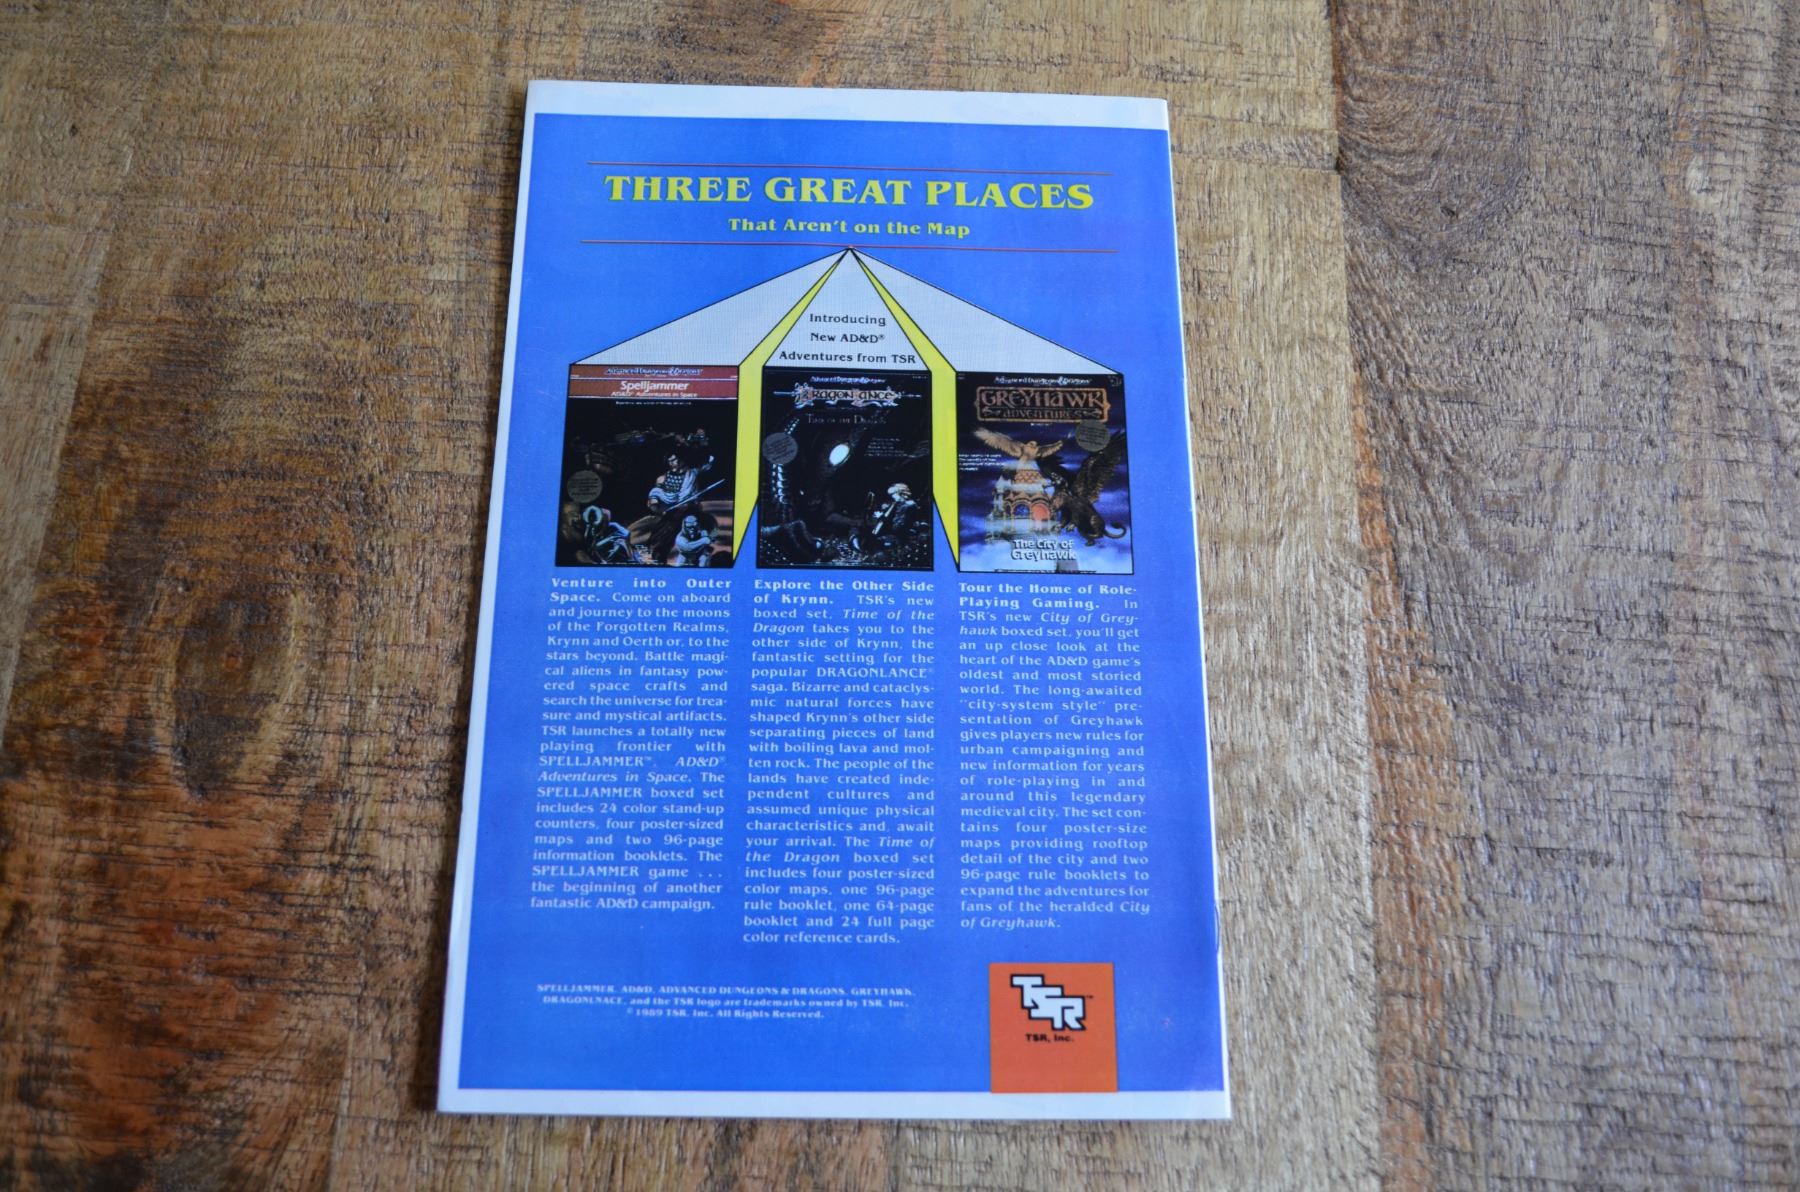 THREE GREAT PLACES
That Aren't on the Map
Introducing
New AD&D®
Adventures from TSR
Advanced Dungeons & Dragons
Spelljammer
AD&D® Adventures in Space
Advanced Dungeons & Dragons
DRAGONLANCE
TIME OF THE DRAGON
Advanced Dungeons & Dragons
GREYHAWK
ADVENTURES
The City of
Greyhawk
Venture into Outer
Space. Come on aboard
and journey to the moons
of the Forgotten Realms,
Krynn and Oerth or, to the
stars beyond. Battle magi-
cal aliens in fantasy pow-
ered space crafts and
search the universe for trea-
sure and mystical artifacts.
TSR launches a totally new
playing frontier with
SPELLJAMMER™, AD&D®
Adventures in Space. The
SPELLJAMMER boxed set
includes 24 color stand-up
counters, four poster-sized
maps and two 96-page
information booklets. The
SPELLJAMMER game . . .
the beginning of another
fantastic AD&D campaign.
Explore the Other Side
of Krynn. TSR's new
boxed set, Time of the
Dragon takes you to the
other side of Krynn, the
fantastic setting for the
popular DRAGONLANCE®
saga. Bizarre and cataclys-
mic natural forces have
shaped Krynn's other side
separating pieces of land
with boiling lava and mol-
ten rock. The people of the
lands have created inde-
pendent cultures and
assumed unique physical
characteristics and, await
your arrival. The Time of
the Dragon boxed set
includes four poster-sized
color maps, one 96-page
rule booklet, one 64-page
booklet and 24 full page
color reference cards.
Tour the Home of Role-
Playing Gaming. In
TSR's new City of Grey-
hawk boxed set, you'll get
an up close look at the
heart of the AD&D game's
oldest and most storied
world. The long-awaited
"city-system style" pre-
sentation of Greyhawk
gives players new rules for
urban campaigning and
new information for years
of role-playing in and
around this legendary
medieval city. The set con-
tains four poster-size
maps providing rooftop
detail of the city and two
96-page rule booklets to
expand the adventures for
fans of the heralded City
of Greyhawk.
SPELLJAMMER, AD&D, ADVANCED DUNGEONS & DRAGONS, GREYHAWK,
DRAGONLNACE, and the TSR logo are trademarks owned by TSR, Inc.
©1989 TSR, Inc. All Rights Reserved.
TSR™
TSR, Inc.